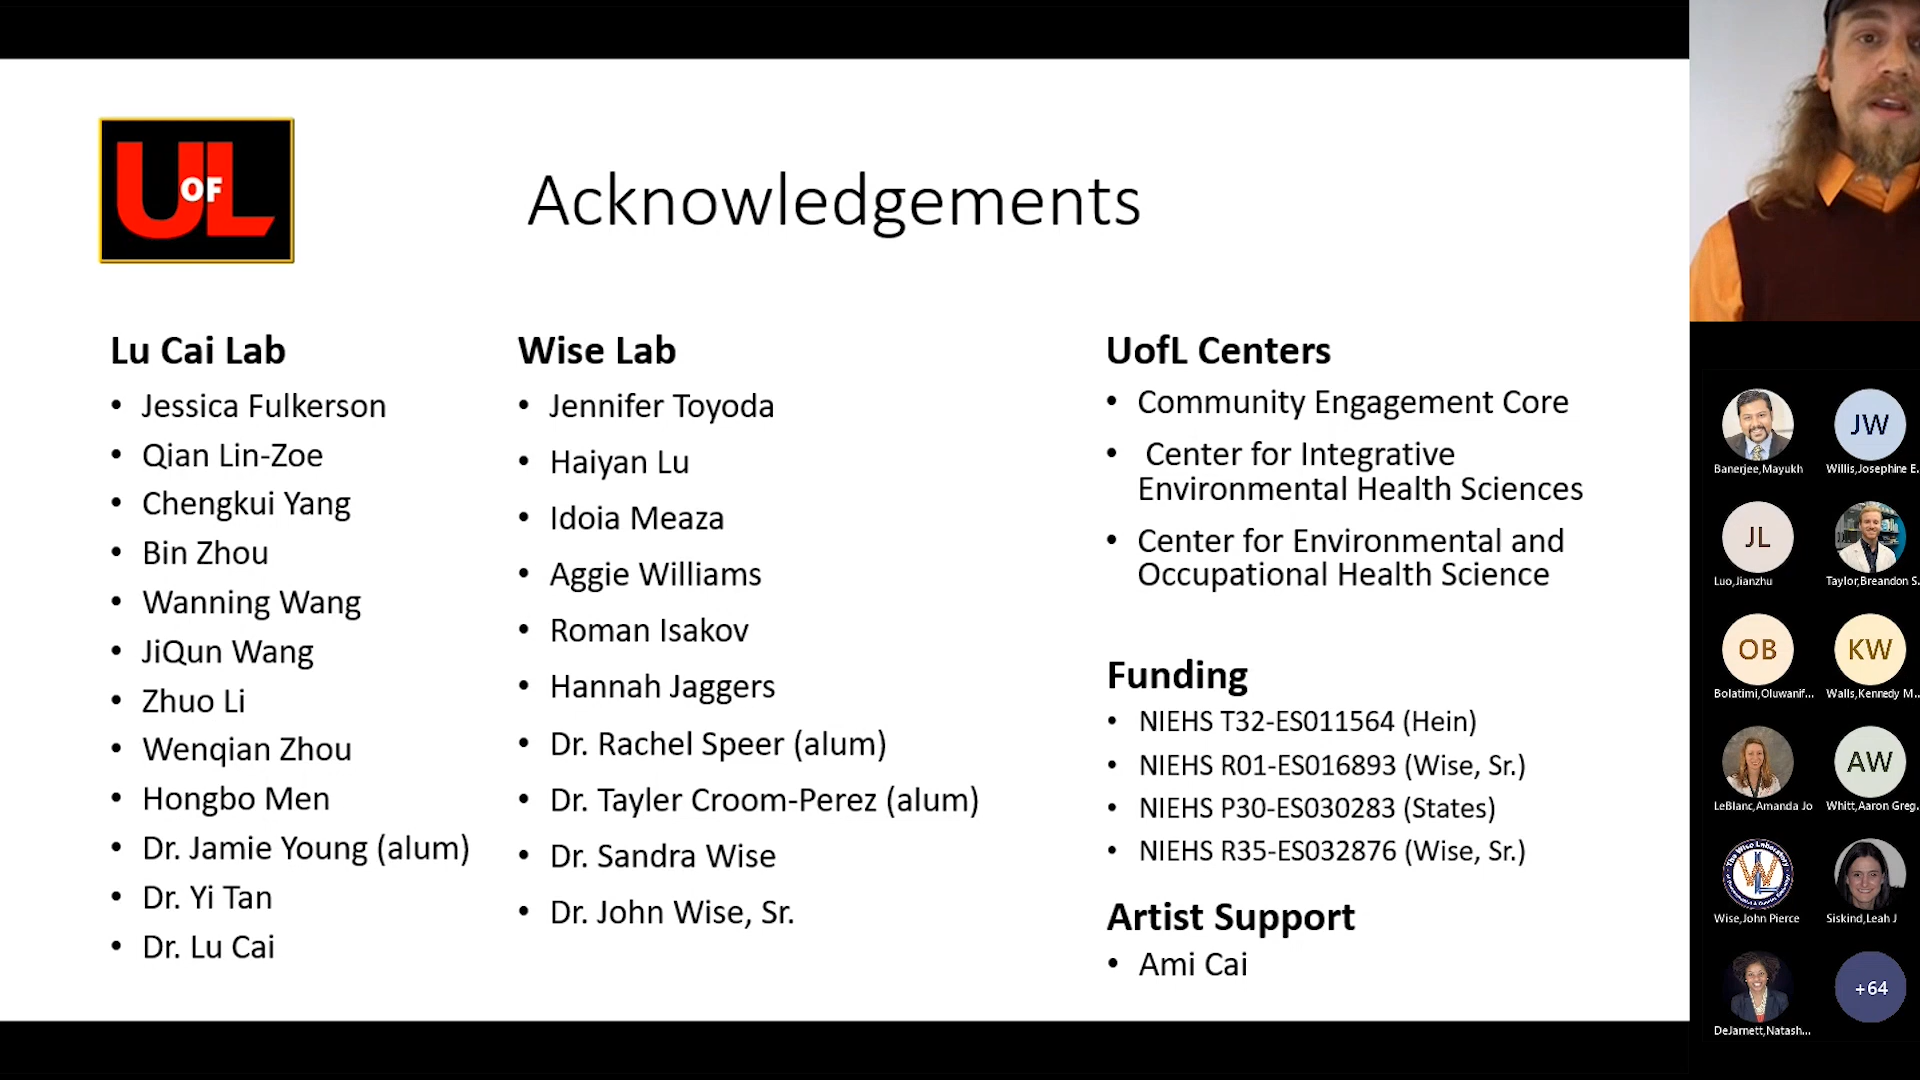 UofL
Acknowledgements
Lu Cai Lab
• Jessica Fulkerson
• Qian Lin-Zoe
• Chengkui Yang
• Bin Zhou
• Wanning Wang
• JiQun Wang
• Zhuo Li
• Wenqian Zhou
• Hongbo Men
• Dr. Jamie Young (alum)
• Dr. Yi Tan
• Dr. Lu Cai
Wise Lab
• Jennifer Toyoda
• Haiyan Lu
• Idoia Meaza
• Aggie Williams
• Roman Isakov
• Hannah Jaggers
• Dr. Rachel Speer (alum)
• Dr. Tayler Croom-Perez (alum)
• Dr. Sandra Wise
• Dr. John Wise, Sr.
UofL Centers
• Community Engagement Core
• Center for Integrative
Environmental Health Sciences
• Center for Environmental and
Occupational Health Science
Funding
• NIEHS T32-ES011564 (Hein)
• NIEHS R01-ES016893 (Wise, Sr.)
• NIEHS P30-ES030283 (States)
• NIEHS R35-ES032876 (Wise, Sr.)
Artist Support
• Ami Cai
JW
Banerjee,Mayukh
Willis,Josephine E.
JL
Luo,Jianzhu
Taylor,Breandon S.
OB
KW
Bolatimi,Oluwanif...
Walls,Kennedy M...
AW
LeBlanc,Amanda Jo
Whitt,Aaron Greg.
The Wise Laboratory
Wise,John Pierce
Siskind,Leah J
+64
DeJarnett,Natash...